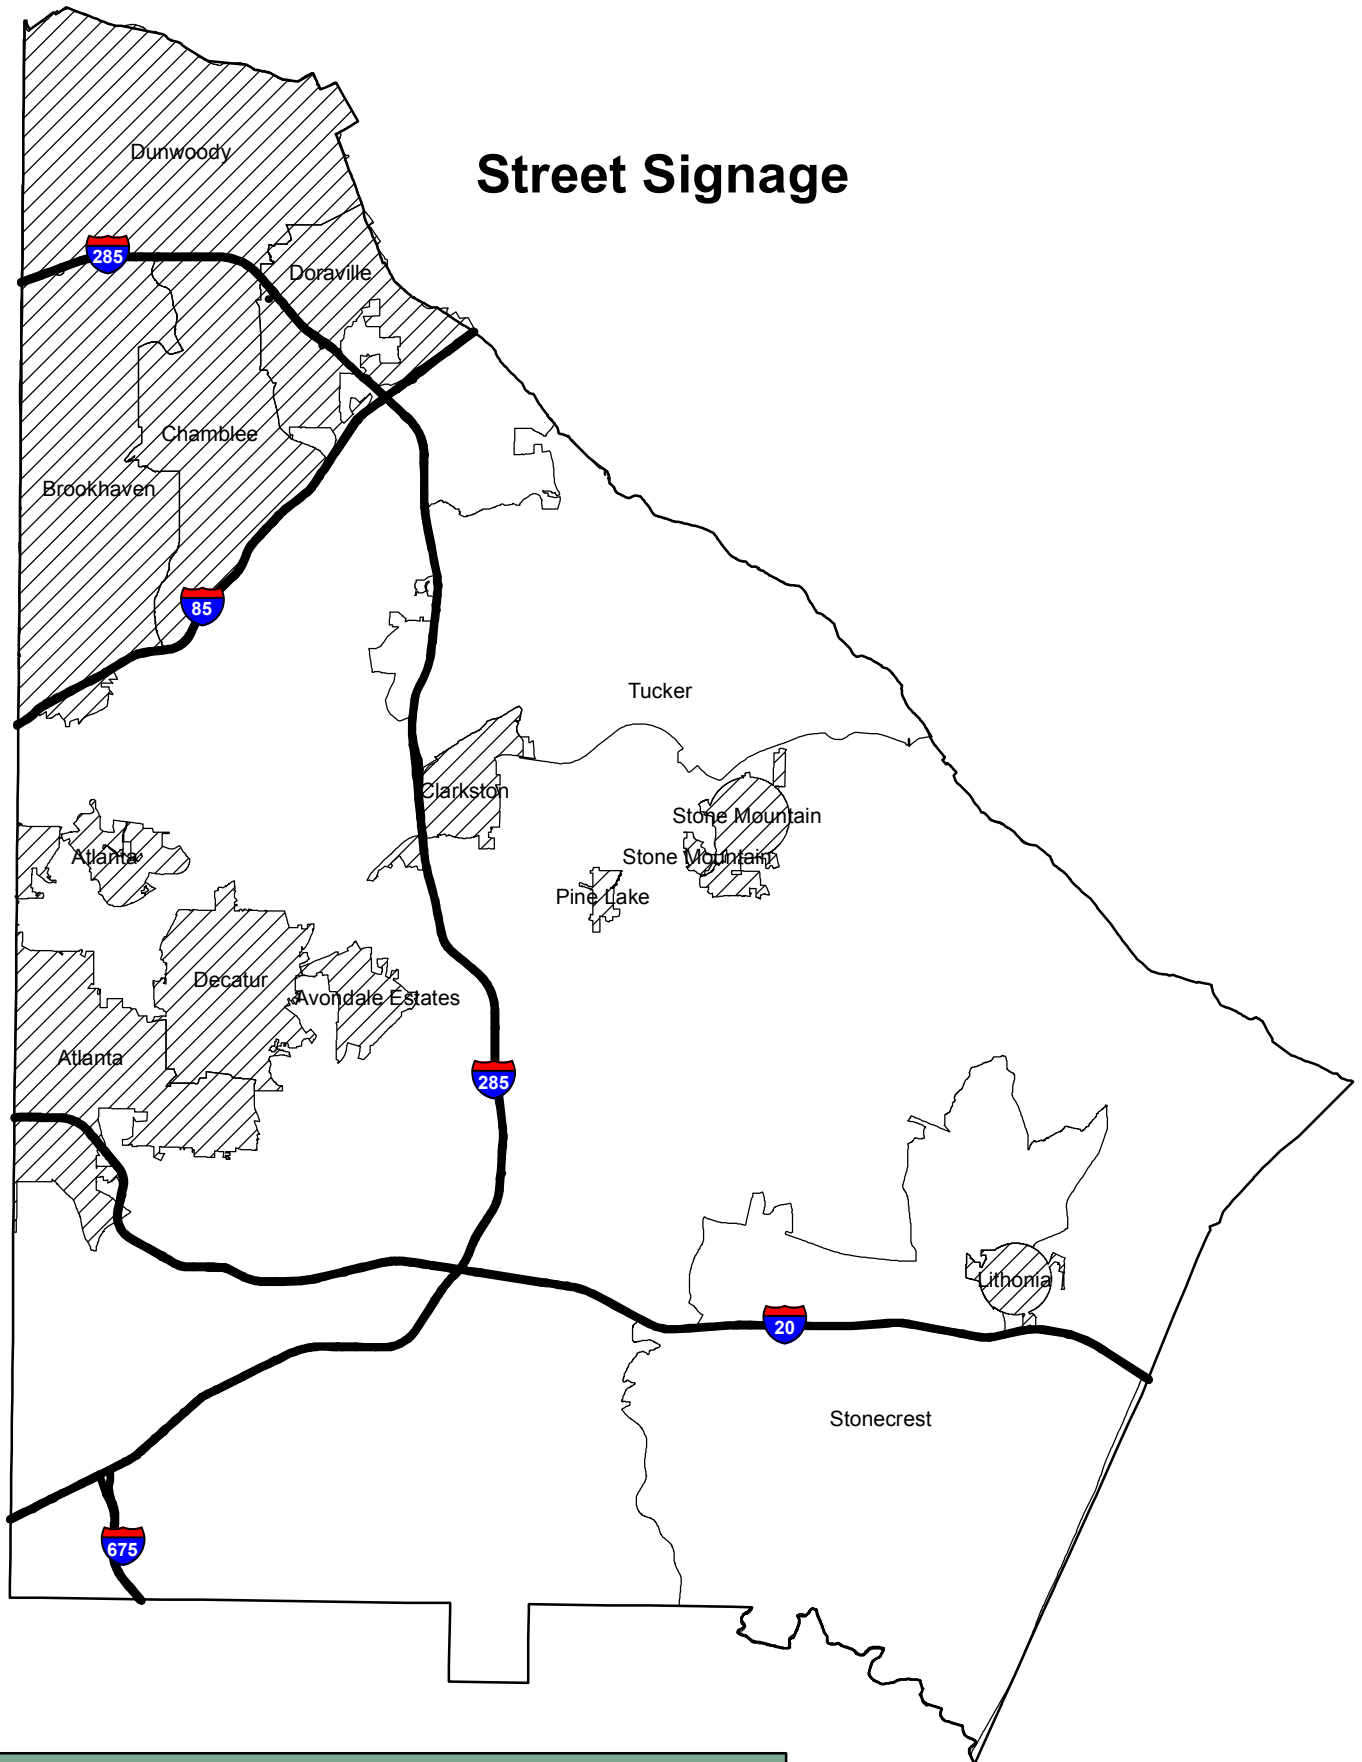 Dunwoody
Street Signage
285
Doraville
Chamblee
Brookhaven
85
Tucker
Clarkston
Stone Mountain
Atlanta
Stone Mountain
Pine Lake
Decatur
Avondale Estates
Atlanta
285
Lithonia
20
Stonecrest
675